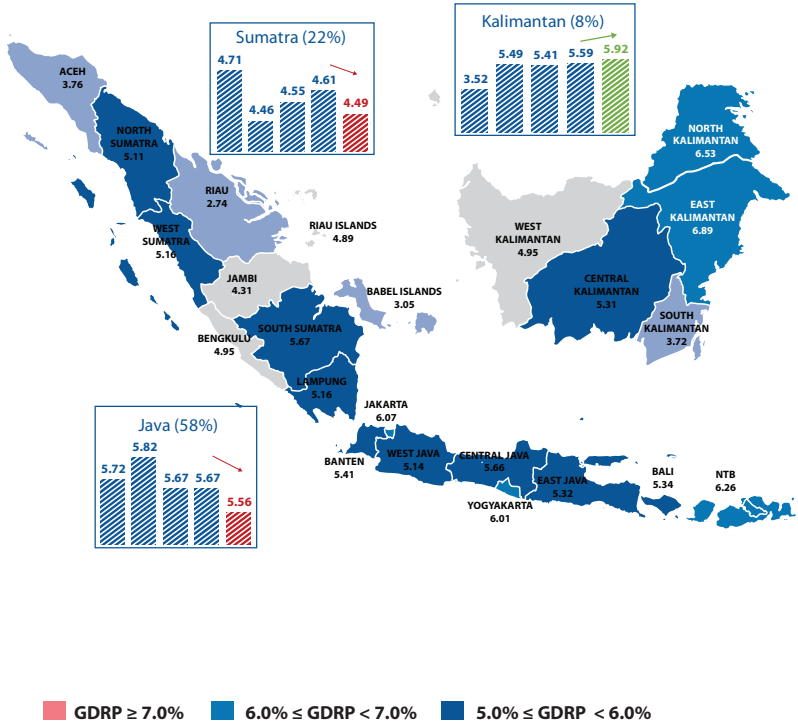 Sumatra (22%)
4.71
4.46
4.55
4.61
4.49
Kalimantan (8%)
3.52
5.49
5.41
5.59
5.92
ACEH
3.76
NORTH
SUMATRA
5.11
RIAU
2.74
WEST
SUMATRA
5.16
RIAU ISLANDS
4.89
JAMBI
4.31
BABEL ISLANDS
3.05
SOUTH SUMATRA
5.67
BENGKULU
4.95
LAMPUNG
5.16
NORTH
KALIMANTAN
6.53
EAST
KALIMANTAN
6.89
WEST
KALIMANTAN
4.95
CENTRAL
KALIMANTAN
5.31
SOUTH
KALIMANTAN
3.72
Java (58%)
5.72
5.82
5.67
5.67
5.56
JAKARTA
6.07
BANTEN
5.41
WEST JAVA
5.14
CENTRAL JAVA
5.66
YOGYAKARTA
6.01
EAST JAVA
5.32
BALI
5.34
NTB
6.26
GDRP ≥ 7.0%
6.0% ≤ GDRP < 7.0%
5.0% ≤ GDRP < 6.0%